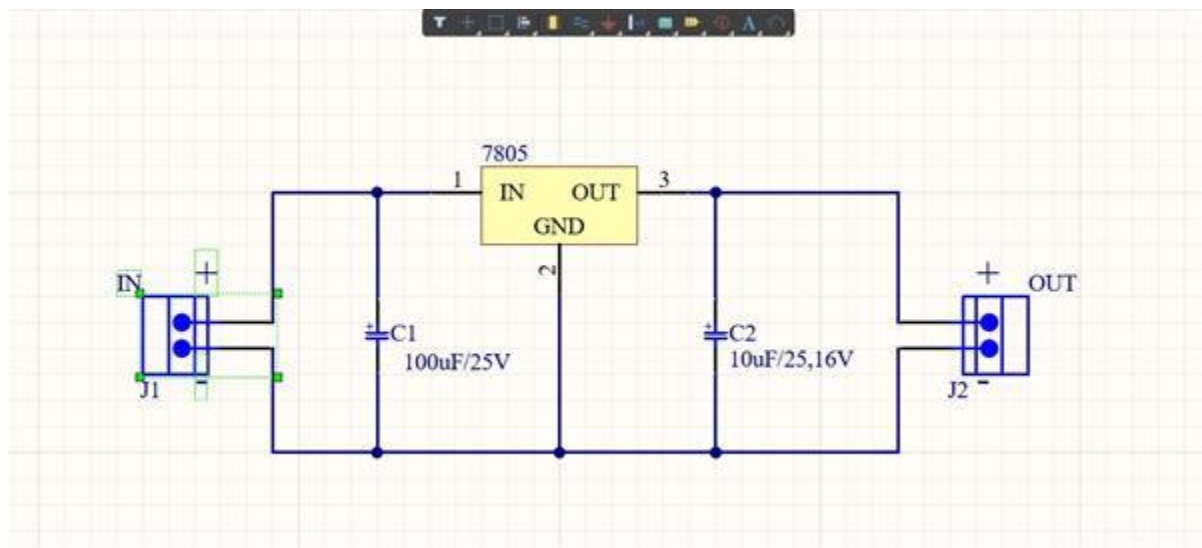 7805
1
IN
OUT
3
GND
2
+
IN
+
OUT
C1
100uF/25V
C2
10uF/25,16V
J1
-
J2
-
A